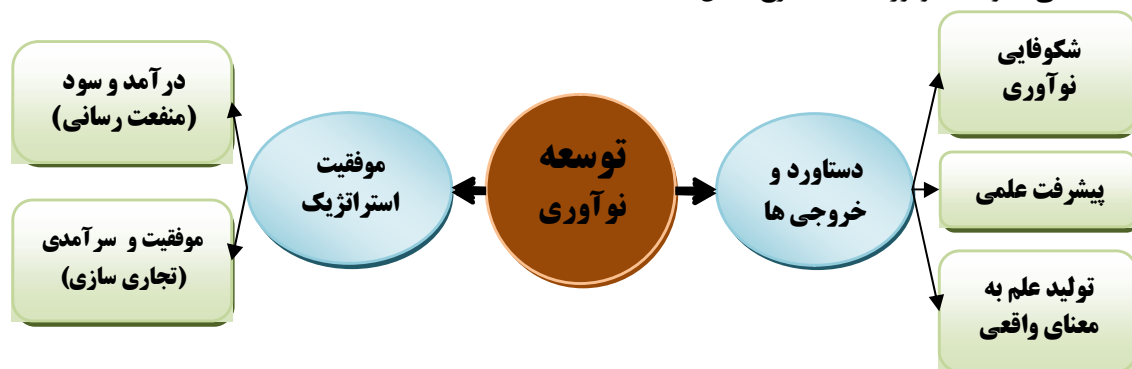 شکوفایی
نوآوری
پیشرفت علمی
تولید علم به
معنای واقعی
دستاورد و
خروجی ها
توسعه
نوآوری
موفقیت
استراتژیک
درآمد و سود
(منفعت رسانی)
موفقیت و سرآمدی
(تجاری سازی)